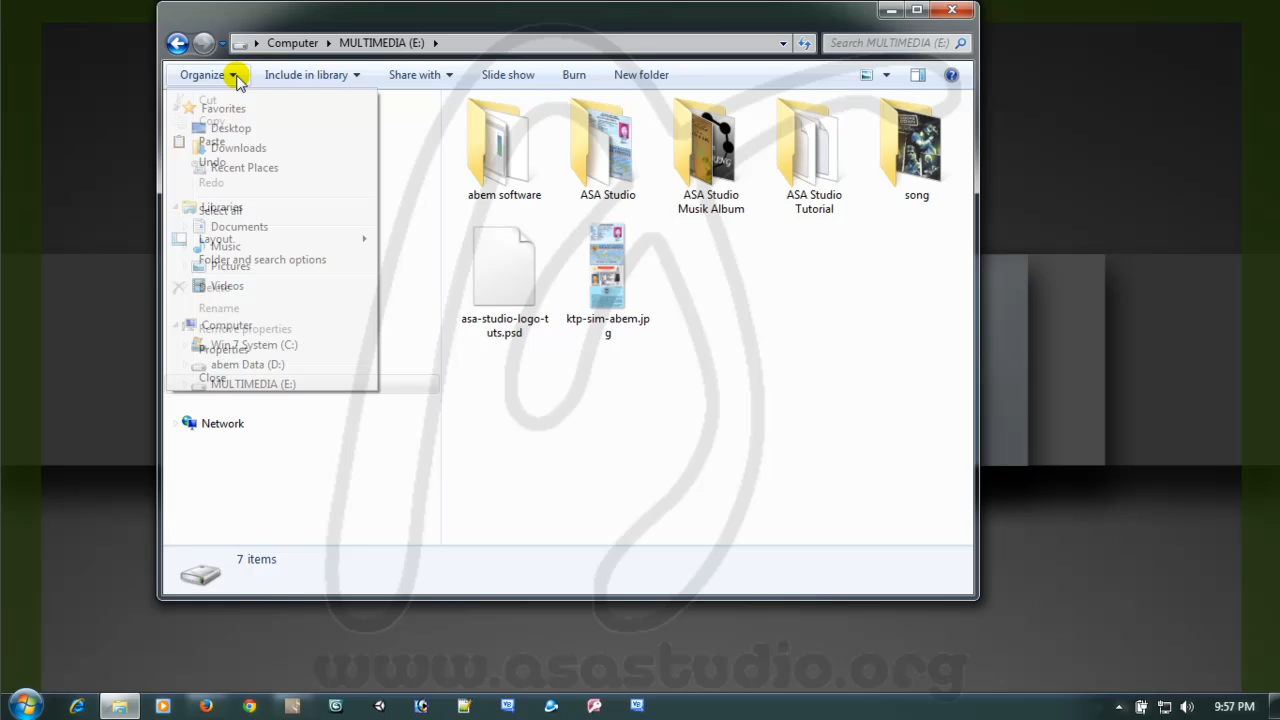 Computer MULTIMEDIA (E:) Search MULTIMEDIA (E:)
Organize Include in library Share with Slide show Burn New folder
Cut
Favorites
Copy
Desktop
Paste
Downloads
Undo
Recent Places
Redo
Libraries
Select all
Documents
Layout
Music
Folder and search options
Pictures
Delete
Videos
Rename
Computer
Remove properties
Win 7 System (C:)
Properties
abem Data (D:)
Close
MULTIMEDIA (E:)
Network
abem software
ASA Studio
ASA Studio
Musik Album
ASA Studio
Tutorial
song
asa-studio-logo-t
uts.psd
ktp-sim-abem.jp
g
7 items
www.asastudio.org
9:57 PM